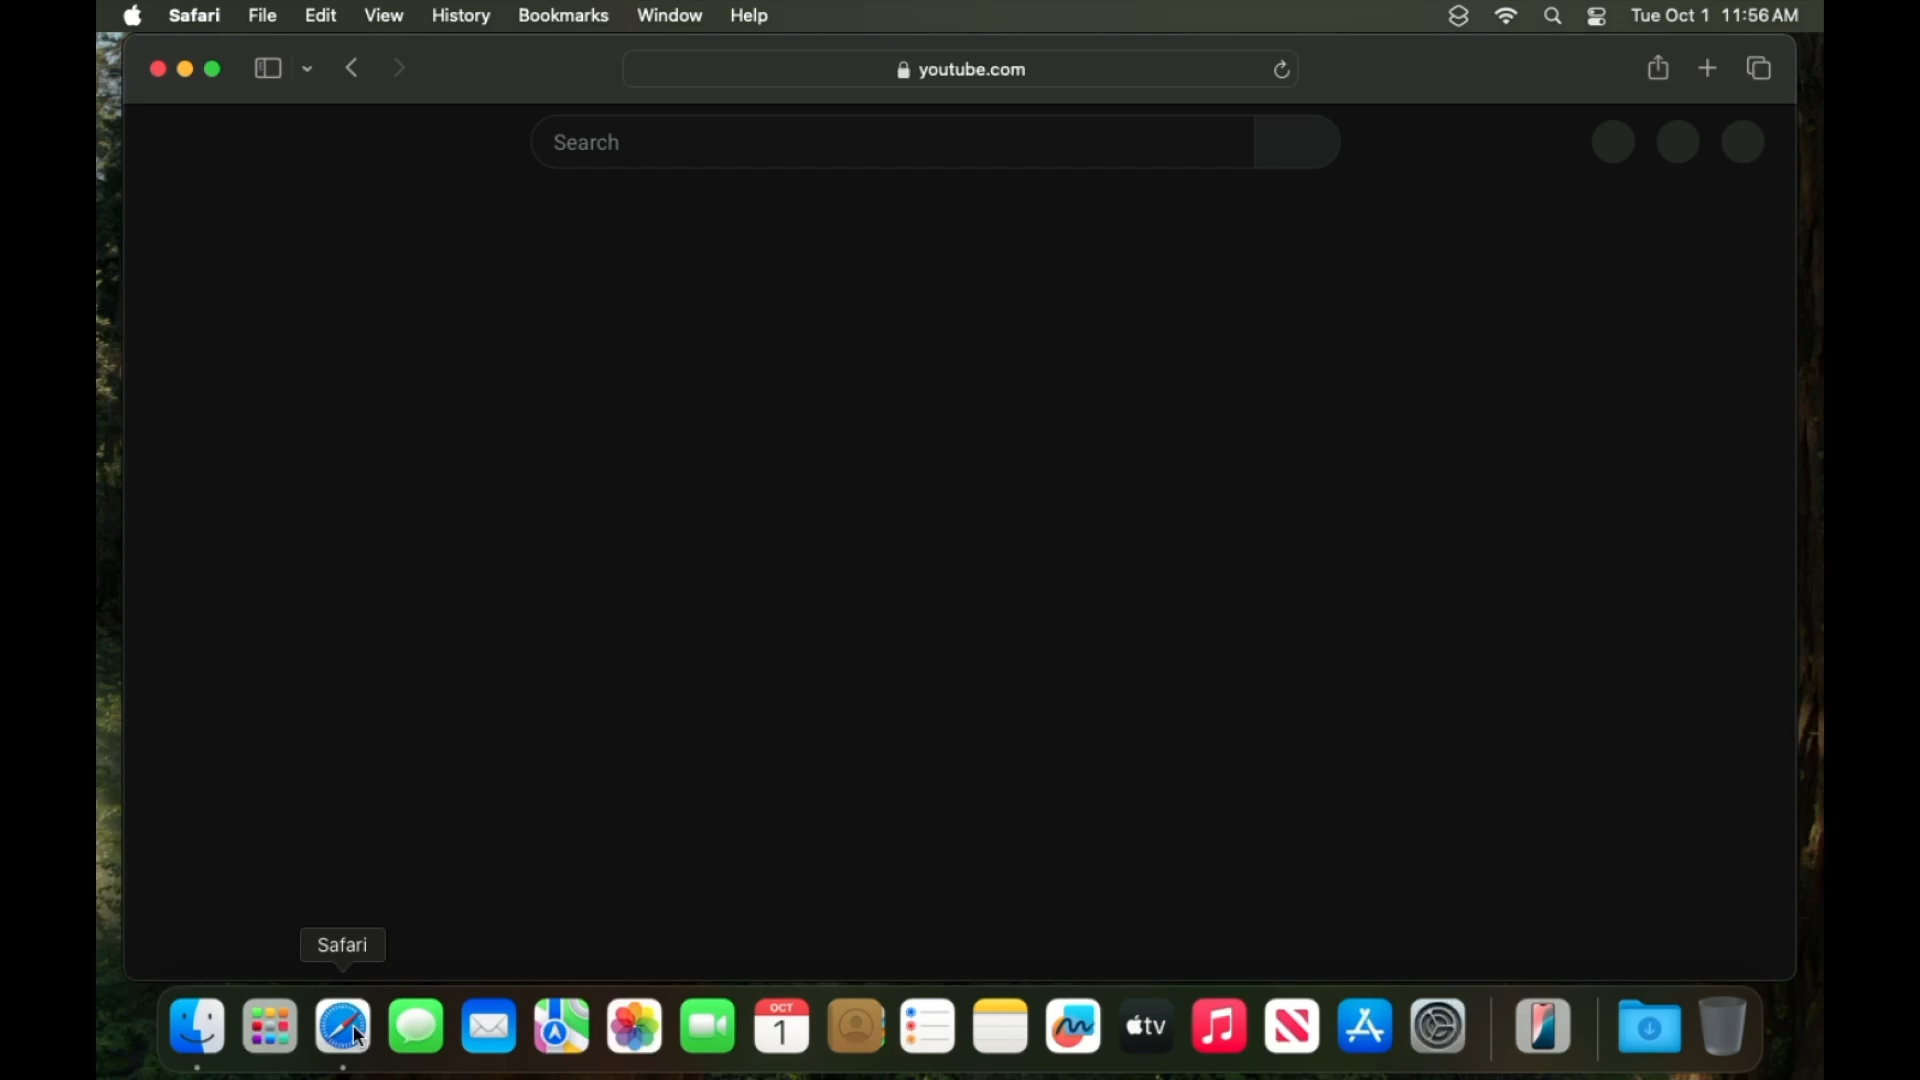 Safari File Edit View History Bookmarks Window Help Tue Oct 1 11:56 AM
youtube.com
Search
Safari
OCT
1
tv